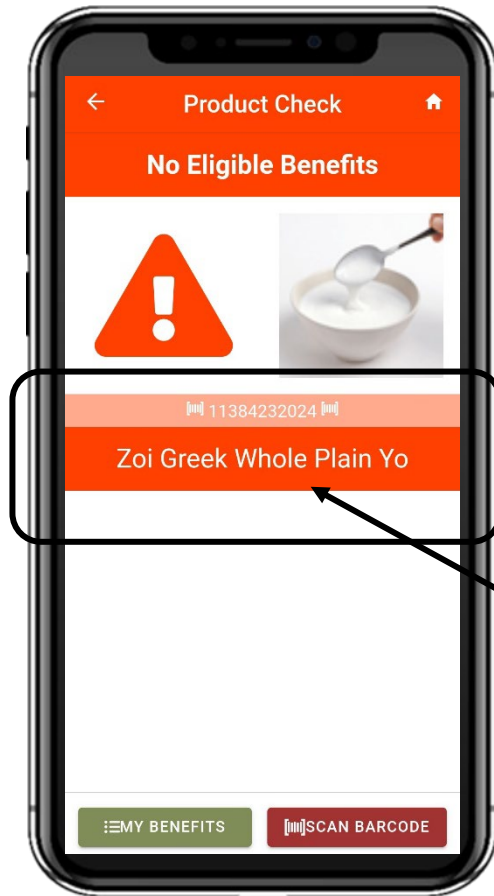 Product Check
No Eligible Benefits
11384232024
Zoi Greek Whole Plain Yo
MY BENEFITS
SCAN BARCODE